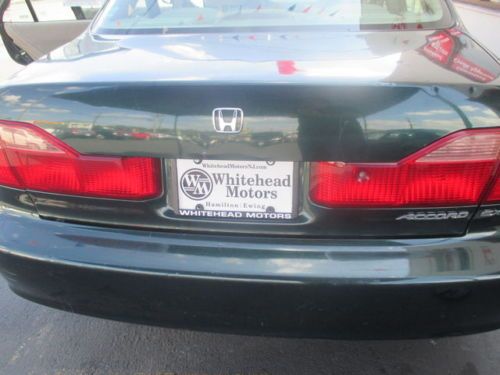 WhiteheadMotorsNJ.com
WM
Whitehead
Motors
Hamilton · Ewing
WHITEHEAD MOTORS
ACCORD